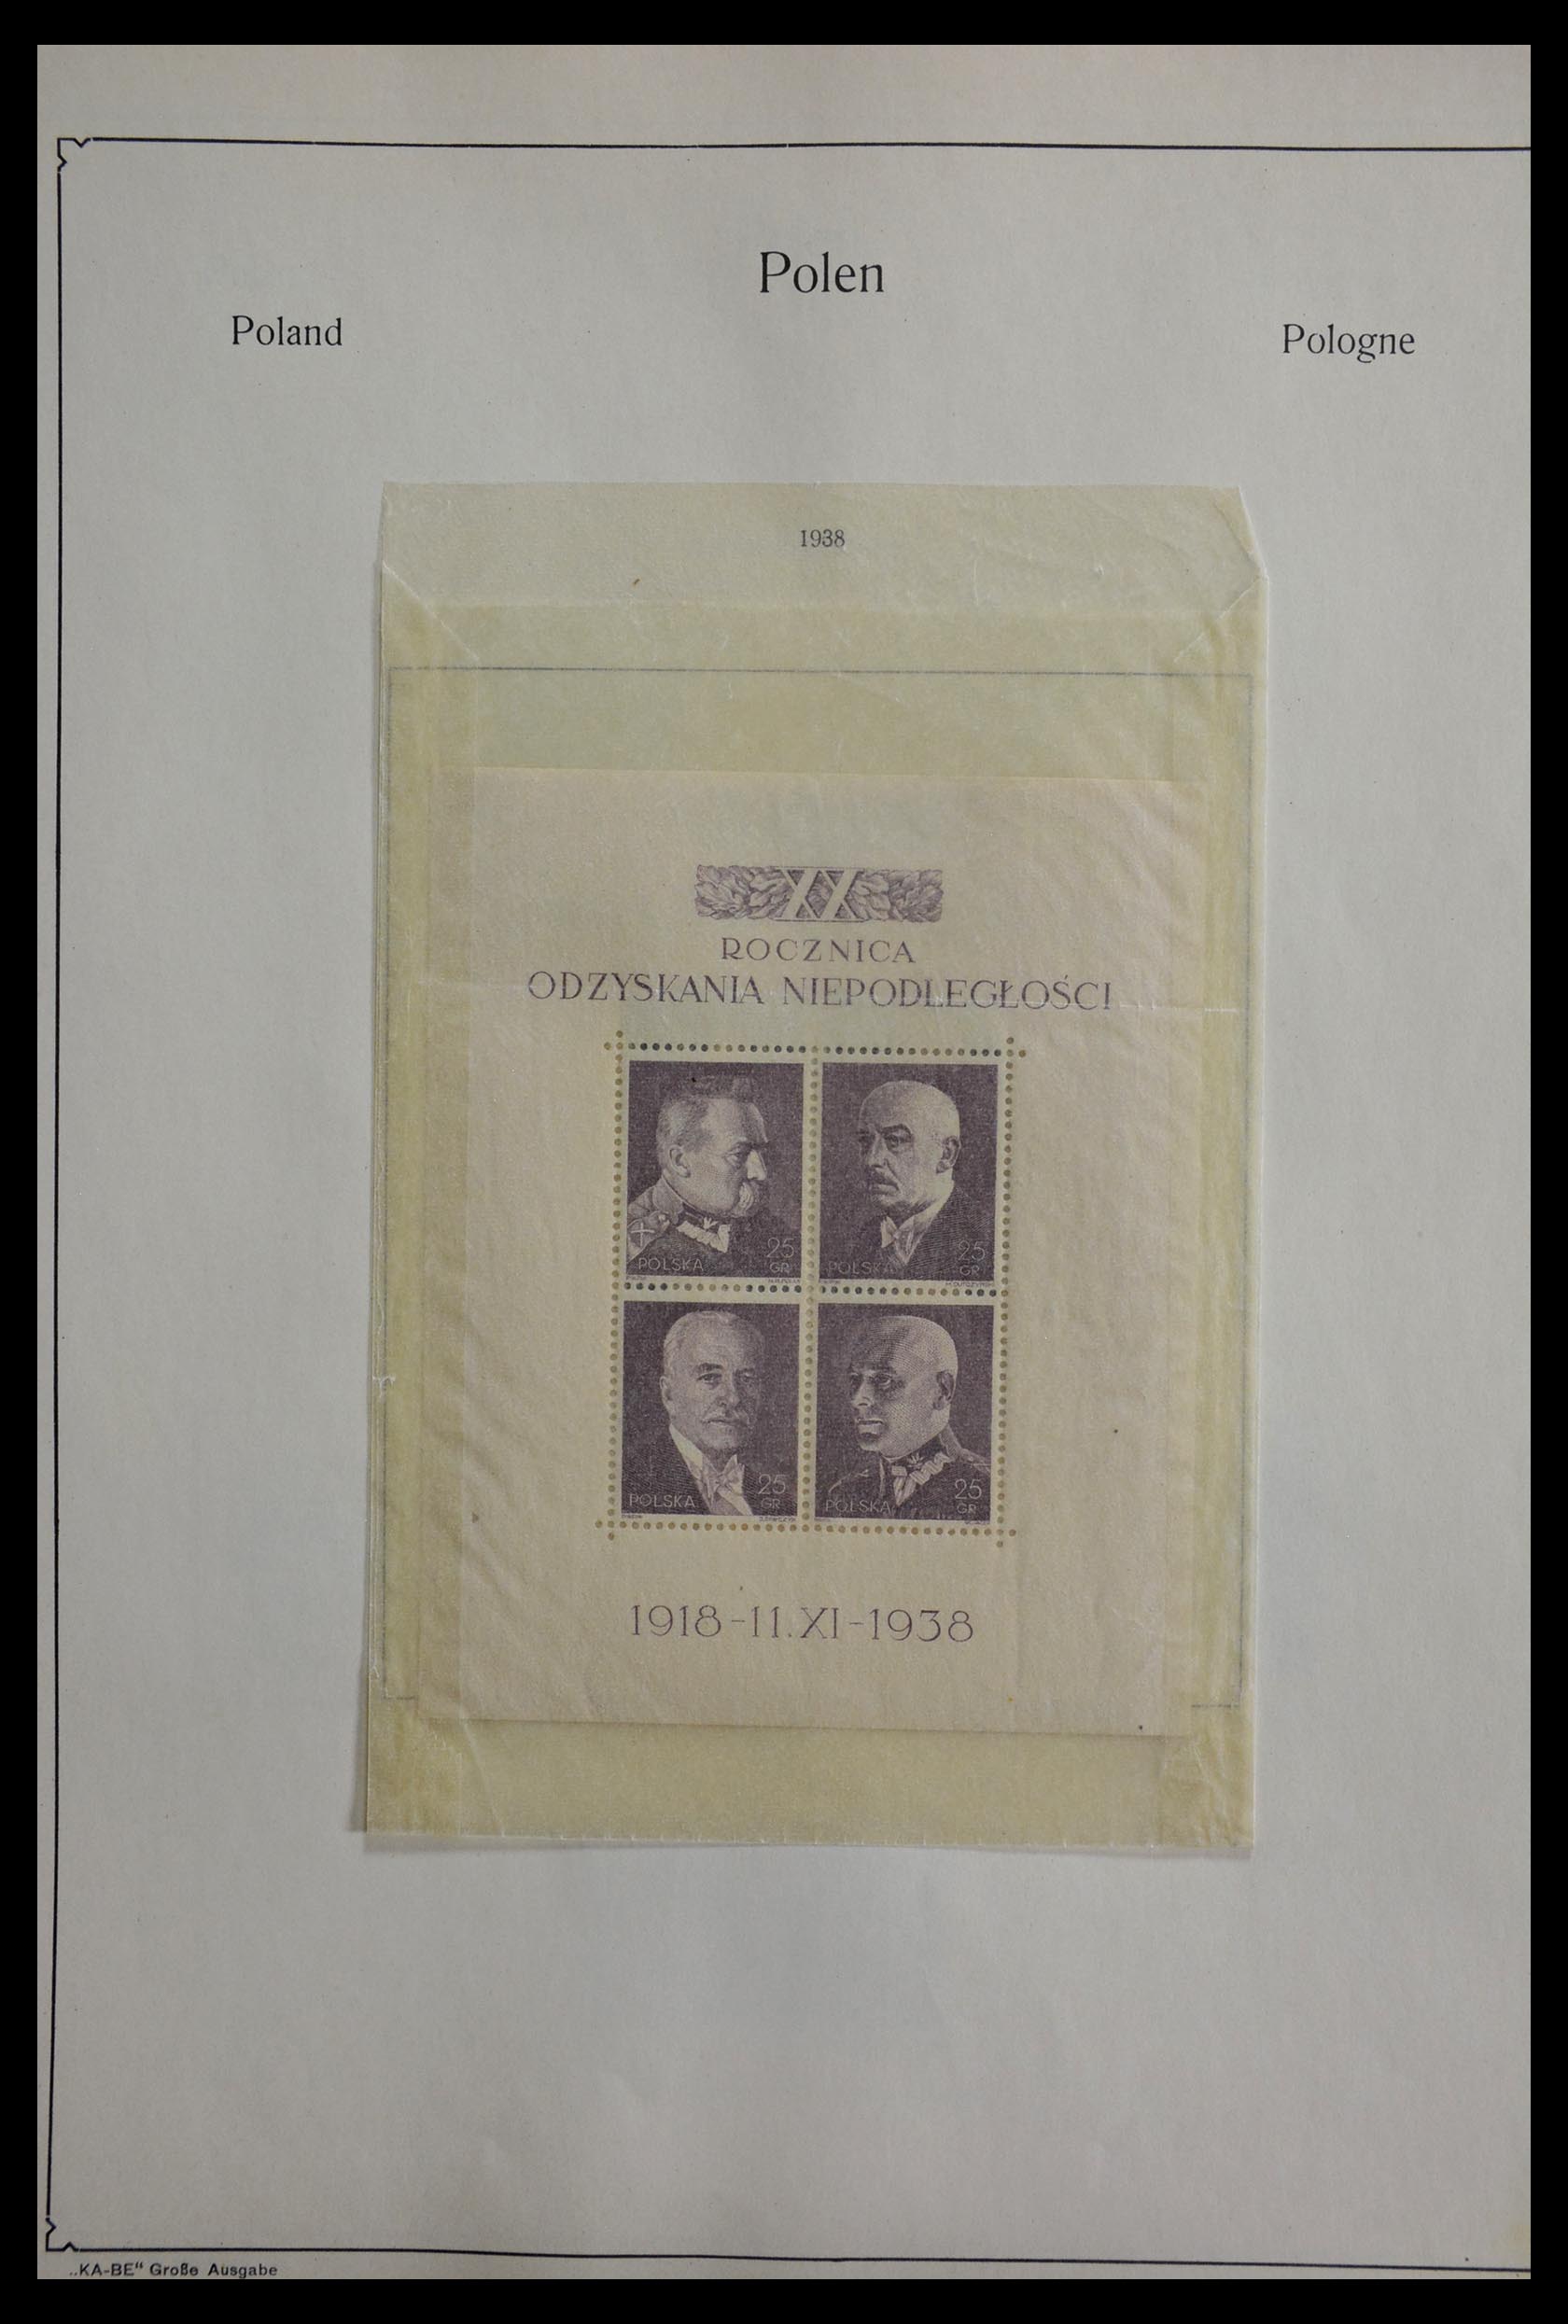 Polen
Poland
Pologne
1938
XX
ROCZNICA
ODZYSKANIA NIEPODLEGŁOŚCI
25
GR
POLSKA
25
GR
POLSKA
25
GR
POLSKA
25
GR
POLSKA
1918-11.XI-1938
„KA-BE“ Große Ausgabe